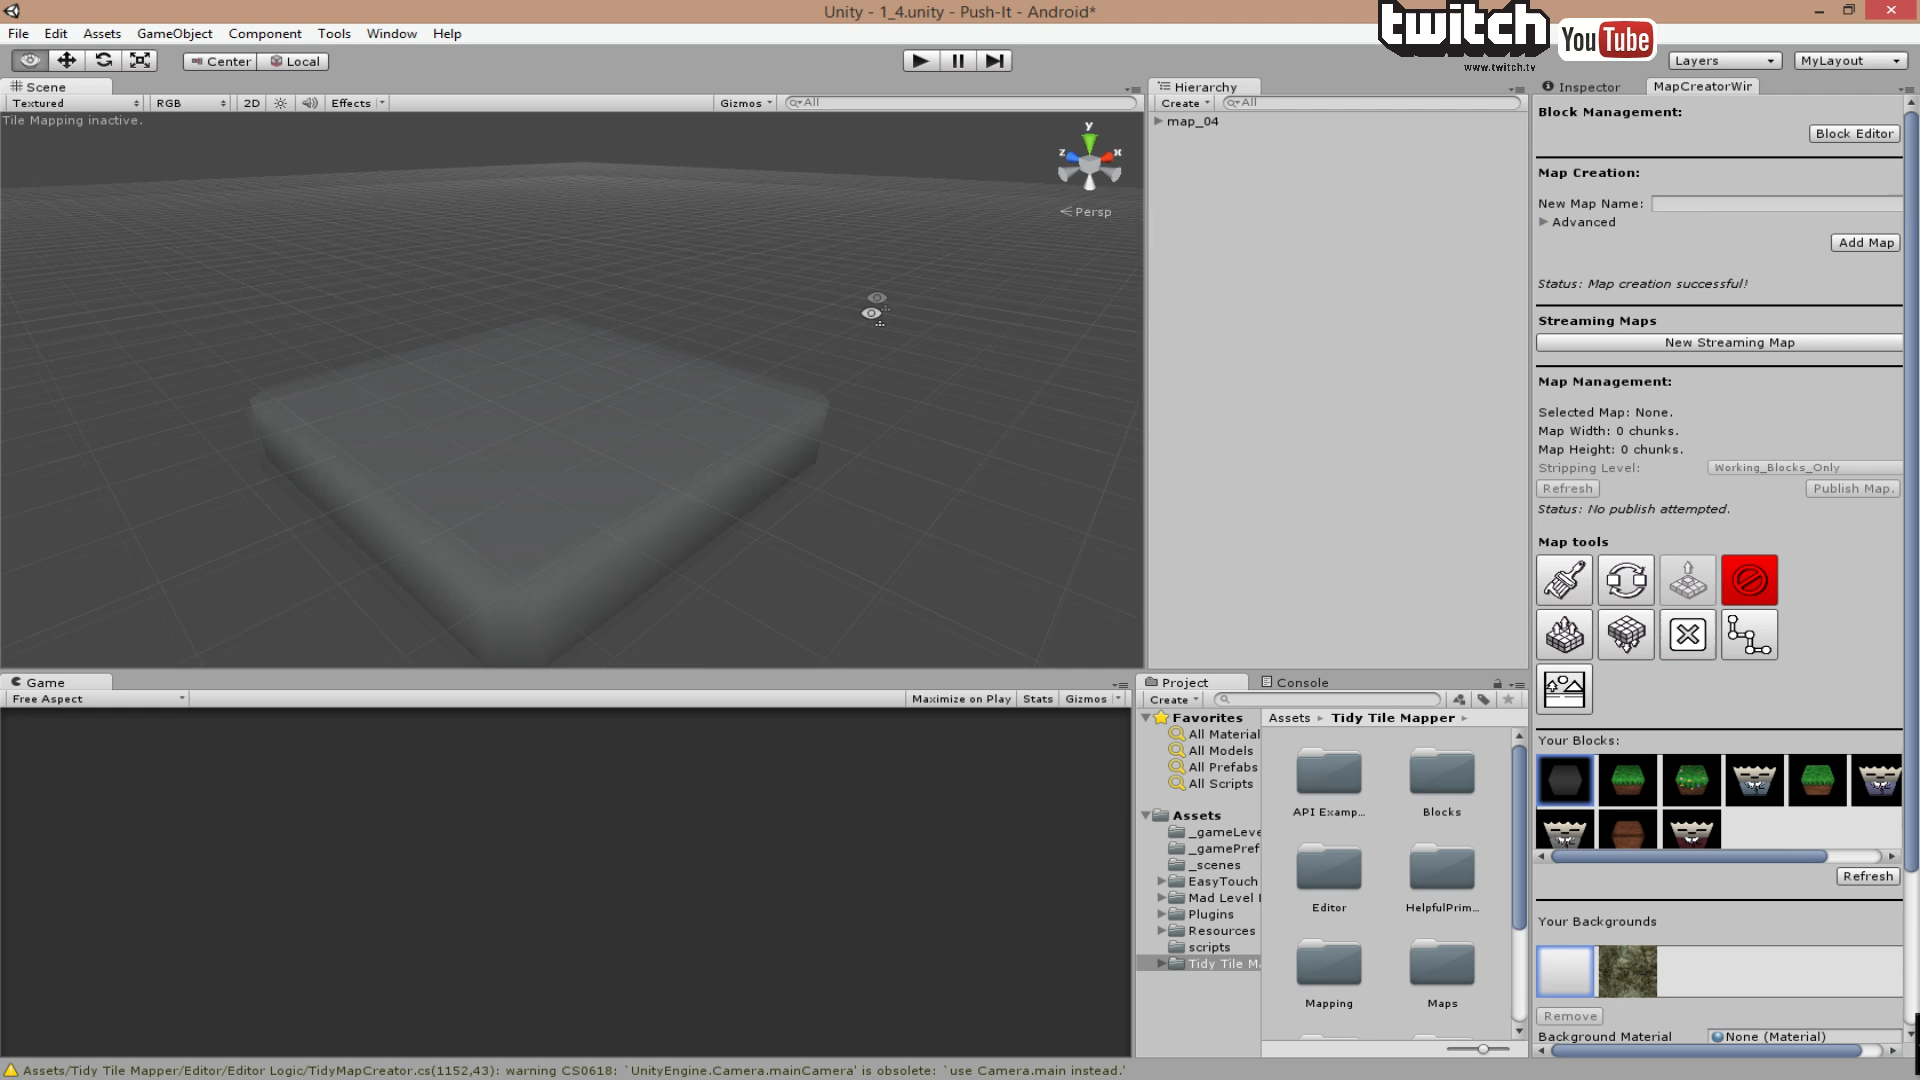 Unity - 1_4.unity - Push-It - Android*
File Edit Assets GameObject Component Tools Window Help
twitch
www.twitch.tv
You Tube
Center Local
Layers MyLayout
Scene
Textured RGB 2D Effects Gizmos All
Tile Mapping inactive.
y
z x
Persp
Hierarchy
Create All
map_04
Inspector MapCreatorWir
Block Management:
Block Editor
Map Creation:
New Map Name:
Advanced
Add Map
Status: Map creation successful!
Streaming Maps
New Streaming Map
Map Management:
Selected Map: None.
Map Width: 0 chunks.
Map Height: 0 chunks.
Stripping Level: Working_Blocks_Only
Refresh Publish Map.
Status: No publish attempted.
Map tools
Your Blocks:
Refresh
Your Backgrounds
Remove
Background Material None (Material)
Game
Free Aspect Maximize on Play Stats Gizmos
Project Console
Create
Favorites
All Material
All Models
All Prefabs
All Scripts
Assets
_gameLeve
_gamePref
_scenes
EasyTouch
Mad Level
Plugins
Resources
scripts
Tidy Tile M
Assets Tidy Tile Mapper
API Examp... Blocks
Editor HelpfulPrim...
Mapping Maps
Assets/Tidy Tile Mapper/Editor/Editor Logic/TidyMapCreator.cs(1152,43): warning CS0618: `UnityEngine.Camera.mainCamera' is obsolete: `use Camera.main instead.'